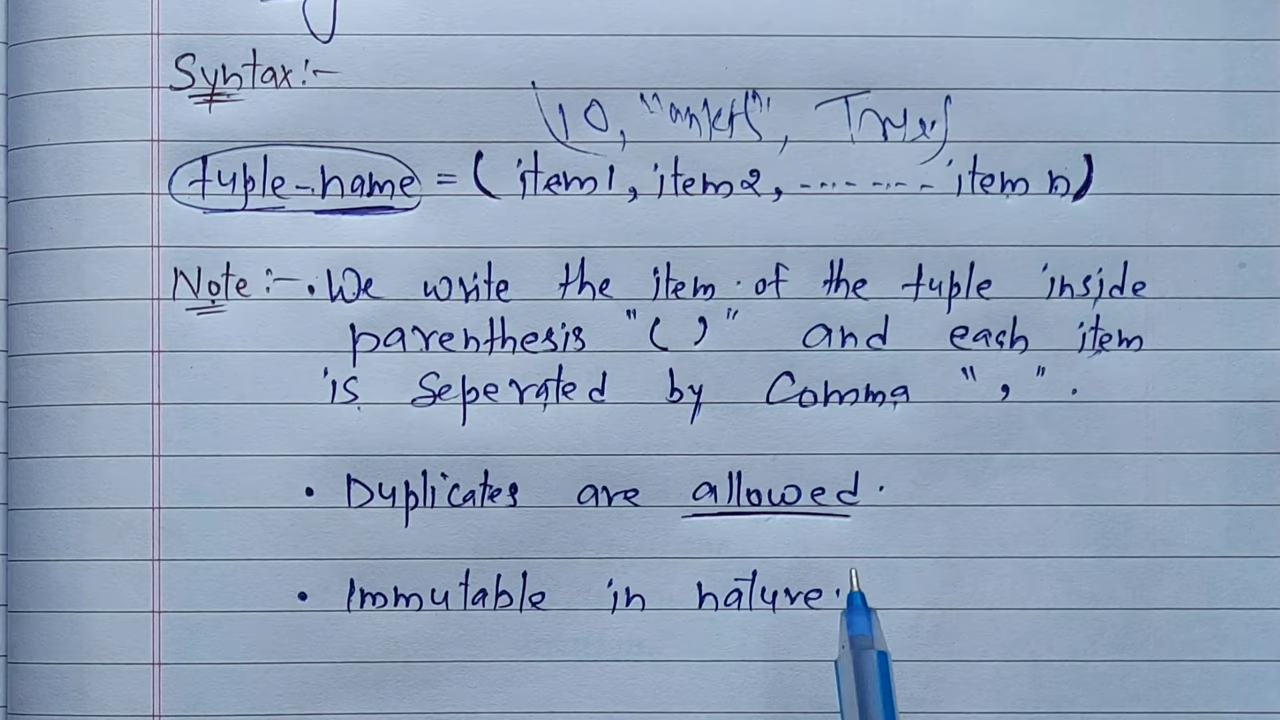 Syntax:-
(10, "ankit", True)
tuple-name = ( item1, item2, ......... item n)
Note :- . We write the item of the tuple inside
parenthesis "( )" and each item
is Seperated by Comma " , " .
• Duplicates are allowed.
• Immutable in nature.